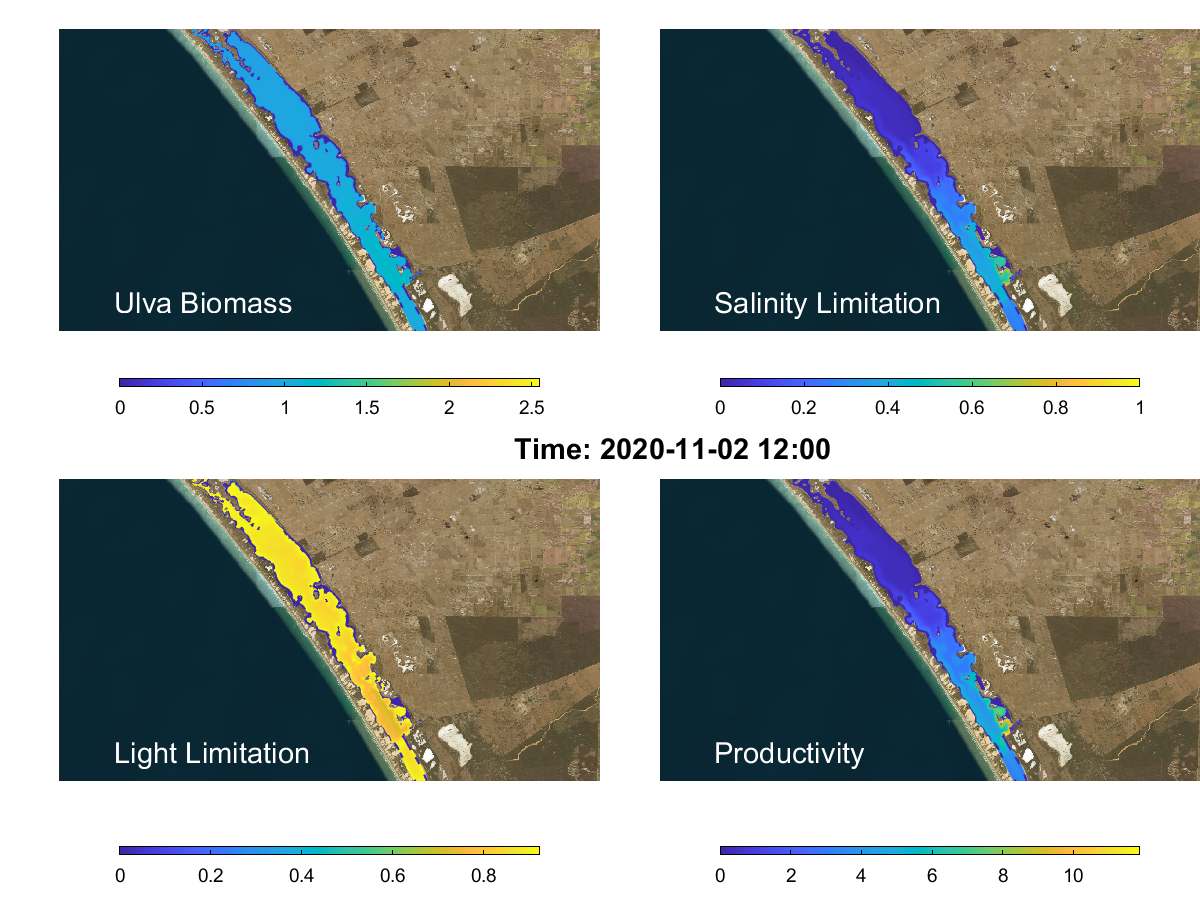 Ulva Biomass
Salinity Limitation
0 0.5 1 1.5 2 2.5
0 0.2 0.4 0.6 0.8 1
Time: 2020-11-02 12:00
Light Limitation
Productivity
0 0.2 0.4 0.6 0.8
0 2 4 6 8 10